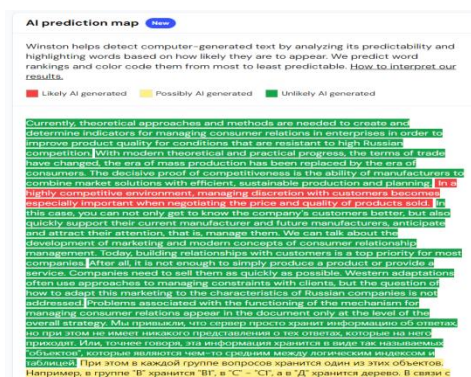 AI prediction map New
Winston helps detect computer-generated text by analyzing its predictability and
highlighting words based on how likely they are to appear. We predict word
rankings and color code them from most to least predictable. How to interpret our
results.
Likely AI generated Possibly AI generated Unlikely AI generated
Currently, theoretical approaches and methods are needed to create and
determine indicators for managing consumer relations in enterprises in order to
improve product quality for conditions that are resistant to high Russian
competition. With modern theoretical and practical progress, the terms of trade
have changed, the era of mass production has been replaced by the era of
consumers. The decisive proof of competitiveness is the ability of manufacturers to
combine market solutions with efficient, sustainable production and planning. In a
highly competitive environment, managing discretion with customers becomes
especially important when negotiating the price and quality of products sold. In
this case, you can not only get to know the company's customers better, but also
quickly support their current manufacturer and future manufacturers, anticipate
and attract their attention, that is, manage them. We can talk about the
development of marketing and modern concepts of consumer relationship
management. Today, building relationships with customers is a top priority for most
companies. After all, it is not enough to simply produce a product or provide a
service. Companies need to sell them as quickly as possible. Western adaptations
often use approaches to managing constraints with clients, but the question of
how to adapt this marketing to the characteristics of Russian companies is not
addressed. Problems associated with the functioning of the mechanism for
managing consumer relations appear in the document only at the level of the
overall strategy. Мы привыкли, что сервер просто хранит информацию об ответах,
но при этом не имеет никакого представления о тех ответах, которые на него
приходят. Или, точнее говоря, эта информация хранится в виде так называемых
"объектов", которые являются чем-то средним между логическим индексом и
таблицей. При этом в каждой группе вопросов хранится один из этих объектов.
Например, в группе "В" хранится "В1", в "С" - "С1", а в "Д" хранится дерево. В связи с